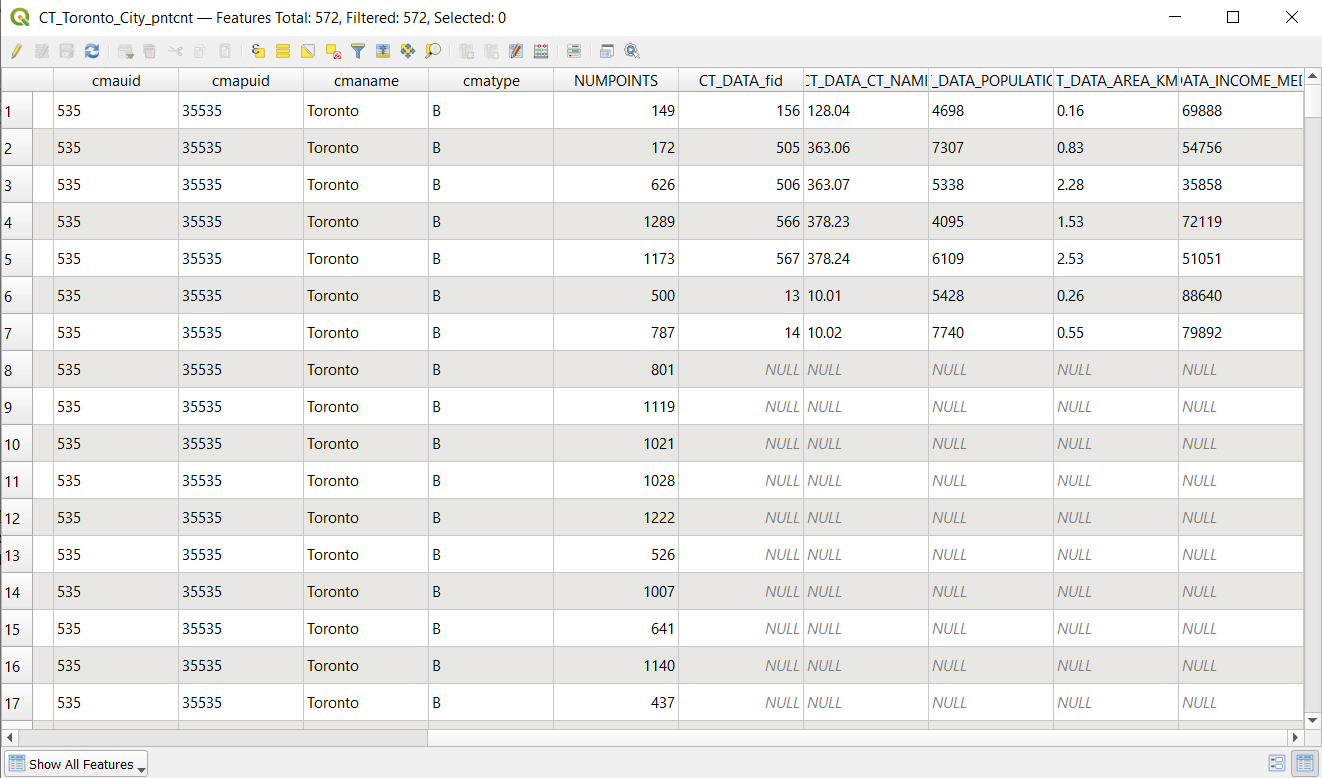 CT_Toronto_City_pntcnt — Features Total: 572, Filtered: 572, Selected: 0
cmauid cmapuid cmaname cmatype NUMPOINTS CT_DATA_fid CT_DATA_CT_NAME _DATA_POPULATIO T_DATA_AREA_KM DATA_INCOME_MED
1 535 35535 Toronto B 149 156 128.04 4698 0.16 69888
2 535 35535 Toronto B 172 505 363.06 7307 0.83 54756
3 535 35535 Toronto B 626 506 363.07 5338 2.28 35858
4 535 35535 Toronto B 1289 566 378.23 4095 1.53 72119
5 535 35535 Toronto B 1173 567 378.24 6109 2.53 51051
6 535 35535 Toronto B 500 13 10.01 5428 0.26 88640
7 535 35535 Toronto B 787 14 10.02 7740 0.55 79892
8 535 35535 Toronto B 801 NULL NULL NULL NULL NULL
9 535 35535 Toronto B 1119 NULL NULL NULL NULL NULL
10 535 35535 Toronto B 1021 NULL NULL NULL NULL NULL
11 535 35535 Toronto B 1028 NULL NULL NULL NULL NULL
12 535 35535 Toronto B 1222 NULL NULL NULL NULL NULL
13 535 35535 Toronto B 526 NULL NULL NULL NULL NULL
14 535 35535 Toronto B 1007 NULL NULL NULL NULL NULL
15 535 35535 Toronto B 641 NULL NULL NULL NULL NULL
16 535 35535 Toronto B 1140 NULL NULL NULL NULL NULL
17 535 35535 Toronto B 437 NULL NULL NULL NULL NULL
Show All Features